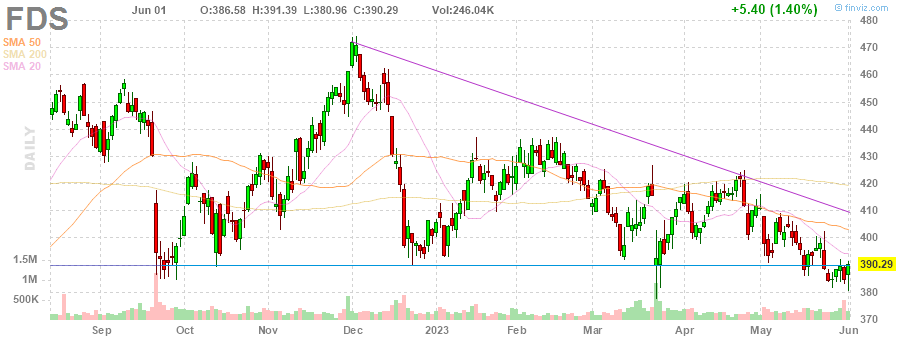 FDS Jun 01 O:386.58 H:391.39 L:380.96 C:390.29 Vol:246.04K +5.40 (1.40%) © finviz.com
SMA 50
SMA 200
SMA 20
DAILY
480
470
460
450
440
430
420
410
400
390.29
380
370
1.5M
1M
500K
Sep Oct Nov Dec 2023 Feb Mar Apr May Jun